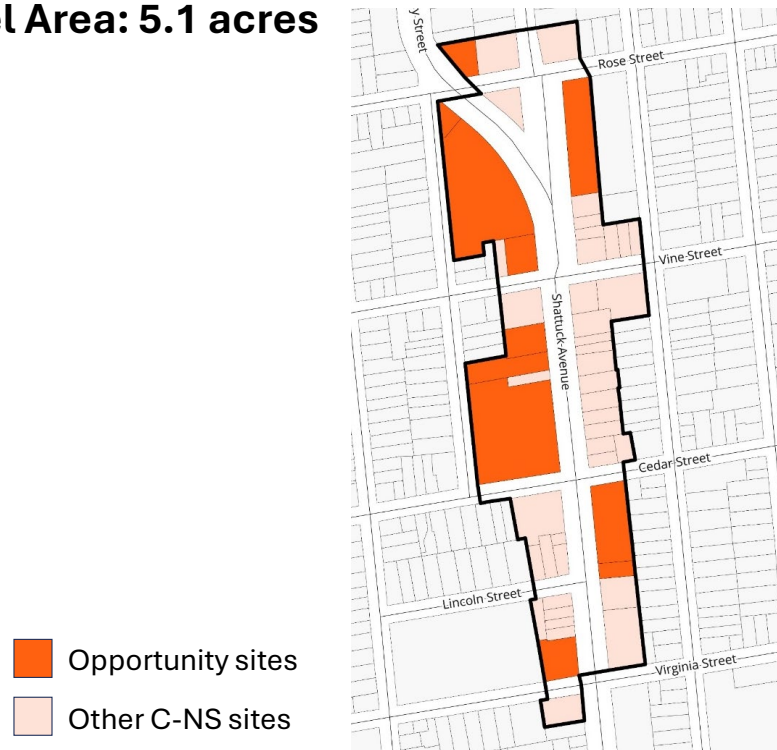 el Area: 5.1 acres
y Street
Rose Street
Vine Street
Shattuck Avenue
Cedar Street
Lincoln Street
Virginia Street
Opportunity sites
Other C-NS sites